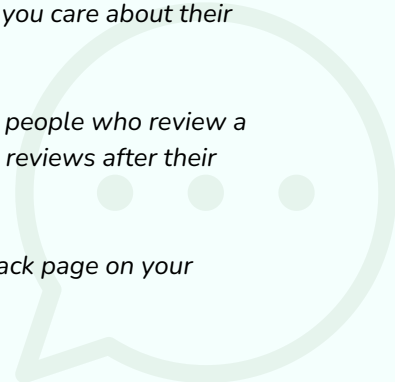 you care about their
people who review a
reviews after their
ack page on your